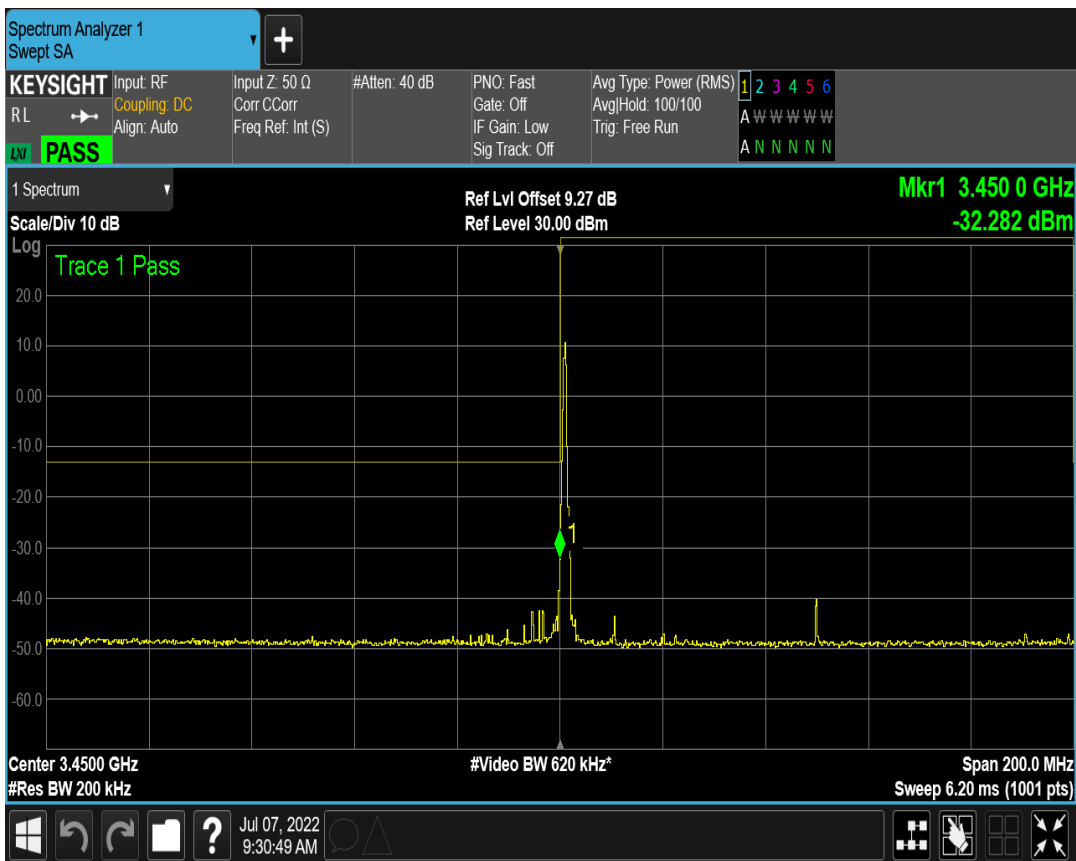 Spectrum Analyzer 1
Swept SA
+
KEYSIGHT
RL
LXI PASS
Input: RF
Coupling: DC
Align: Auto
Input Z: 50 Ω
Corr CCorr
Freq Ref: Int (S)
#Atten: 40 dB
PNO: Fast
Gate: Off
IF Gain: Low
Sig Track: Off
Avg Type: Power (RMS)
Avg|Hold: 100/100
Trig: Free Run
1 2 3 4 5 6
A W W W W W
A N N N N N
1 Spectrum
Scale/Div 10 dB
Ref Lvl Offset 9.27 dB
Ref Level 30.00 dBm
Mkr1 3.450 0 GHz
-32.282 dBm
Log
Trace 1 Pass
20.0
10.0
0.00
-10.0
-20.0
-30.0
-40.0
-50.0
-60.0
1
Center 3.4500 GHz
#Res BW 200 kHz
#Video BW 620 kHz*
Span 200.0 MHz
Sweep 6.20 ms (1001 pts)
?
Jul 07, 2022
9:30:49 AM